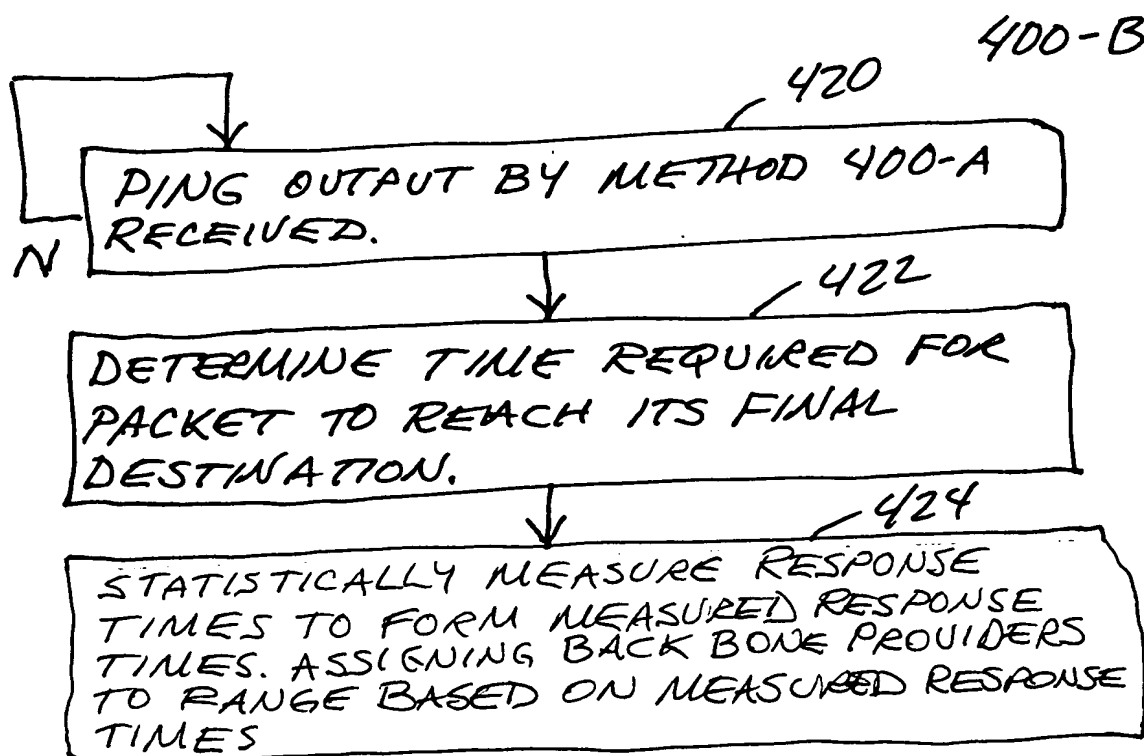 400-B
420
PING OUTPUT BY METHOD 400-A
RECEIVED.
N
422
DETERMINE TIME REQUIRED FOR
PACKET TO REACH ITS FINAL
DESTINATION.
424
STATISTICALLY MEASURE RESPONSE
TIMES TO FORM MEASURED RESPONSE
TIMES. ASSIGNING BACK BONE PROVIDERS
TO RANGE BASED ON MEASURED RESPONSE
TIMES